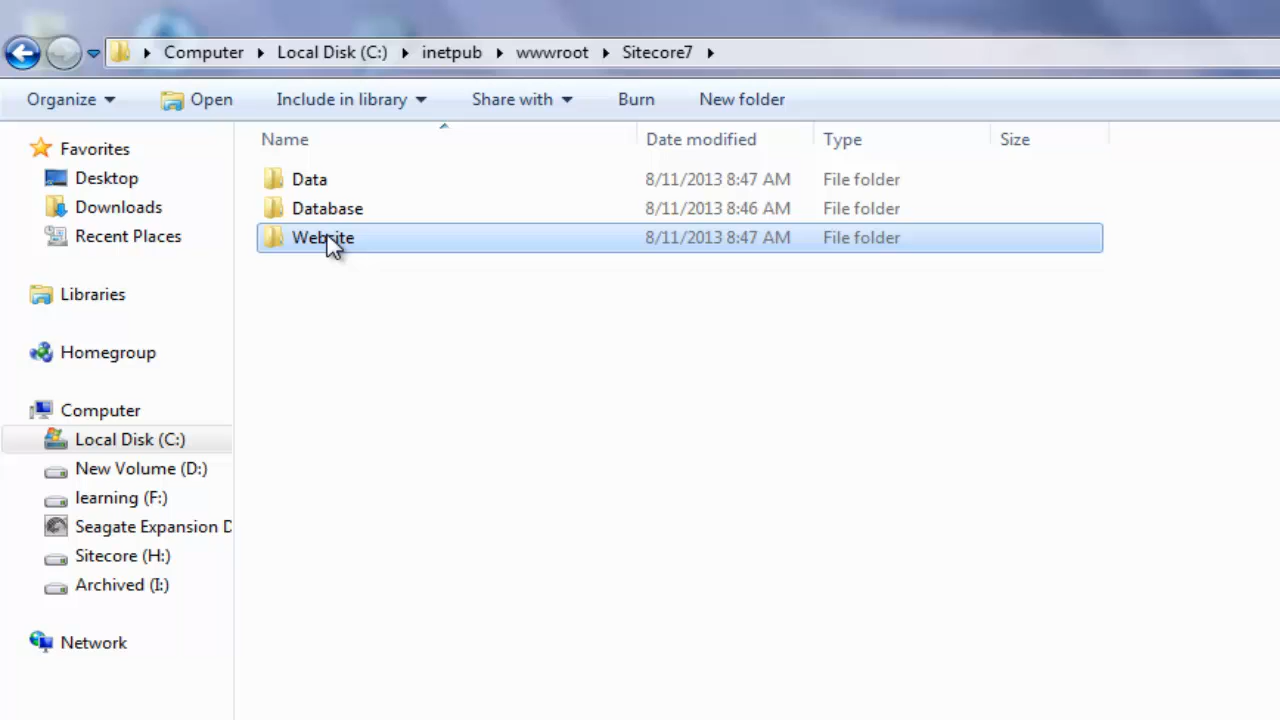 Computer Local Disk (C:) inetpub wwwroot Sitecore7
Organize Open Include in library Share with Burn New folder
Name Date modified Type Size
Favorites
Desktop
Downloads
Recent Places
Libraries
Homegroup
Computer
Local Disk (C:)
New Volume (D:)
learning (F:)
Seagate Expansion D
Sitecore (H:)
Archived (I:)
Network
Data 8/11/2013 8:47 AM File folder
Database 8/11/2013 8:46 AM File folder
Website 8/11/2013 8:47 AM File folder